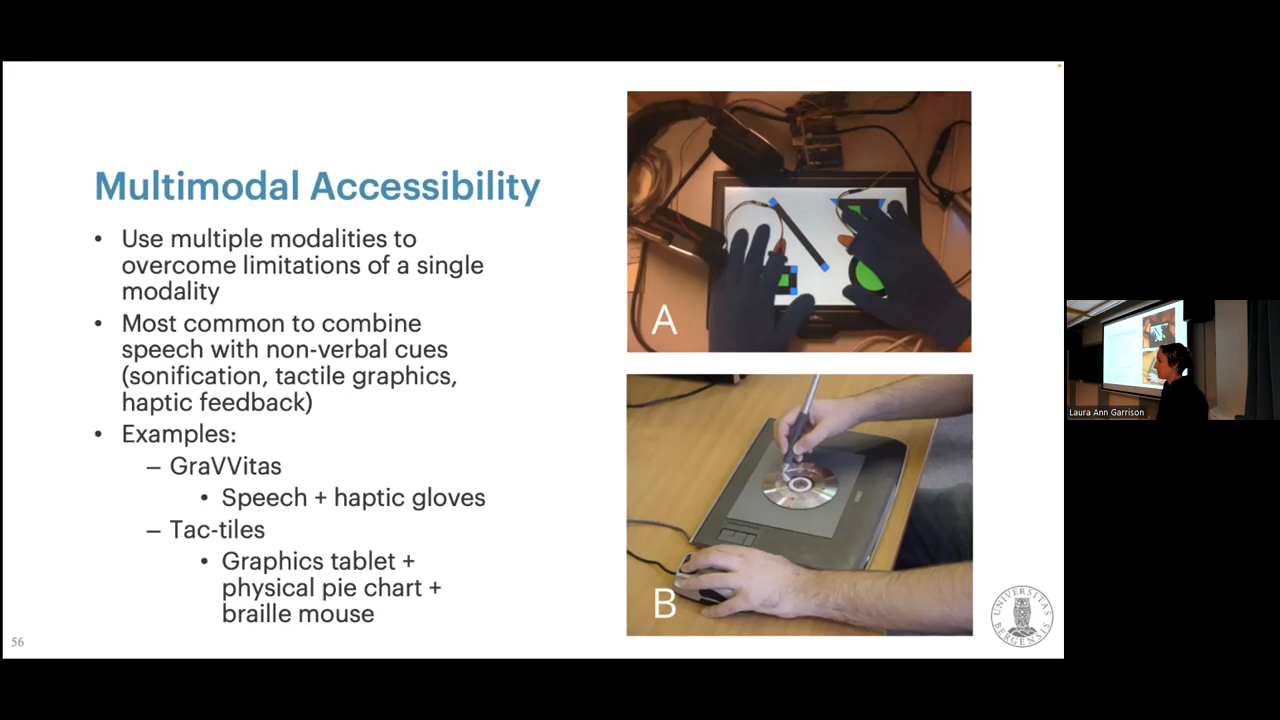 Multimodal Accessibility
• Use multiple modalities to
overcome limitations of a single
modality
• Most common to combine
speech with non-verbal cues
(sonification, tactile graphics,
haptic feedback)
• Examples:
– GraVVitas
• Speech + haptic gloves
– Tac-tiles
• Graphics tablet +
physical pie chart +
braille mouse
A
B
UNIVERSITAS
BERGENSIS
56
Laura Ann Garrison